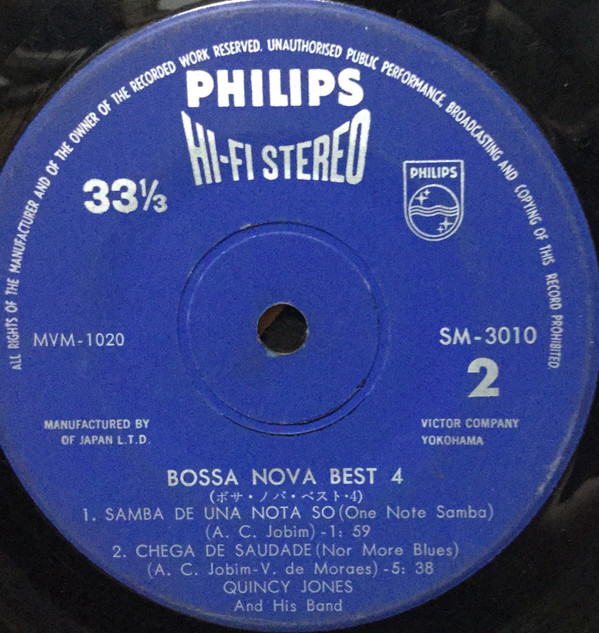 ALL RIGHTS OF THE MANUFACTURER AND OF THE OWNER OF THE RECORDED WORK RESERVED. UNAUTHORISED PUBLIC PERFORMANCE, BROADCASTING AND COPYING OF THIS RECORD PROHIBITED.
PHILIPS
HI-FI STEREO
33⅓
PHILIPS
MVM-1020
SM-3010
2
MANUFACTURED BY VICTOR COMPANY
OF JAPAN L.T.D. YOKOHAMA
BOSSA NOVA BEST 4
(ボサ・ノバ・ベスト・4)
1. SAMBA DE UNA NOTA SO (One Note Samba)
(A. C. Jobim) -1: 59
2. CHEGA DE SAUDADE (Nor More Blues)
(A. C. Jobim-V. de Moraes) -5: 38
QUINCY JONES
And His Band